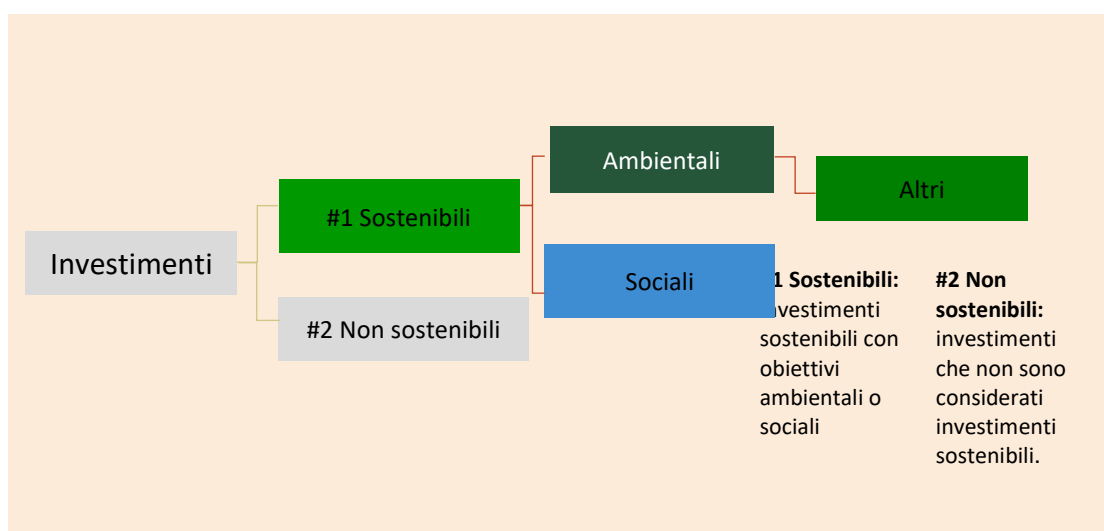 Ambientali
Altri
#1 Sostenibili
Investimenti
Sociali
#2 Non sostenibili
1 Sostenibili:
nvestimenti
sostenibili con
obiettivi
ambientali o
sociali
#2 Non
sostenibili:
investimenti
che non sono
considerati
investimenti
sostenibili.